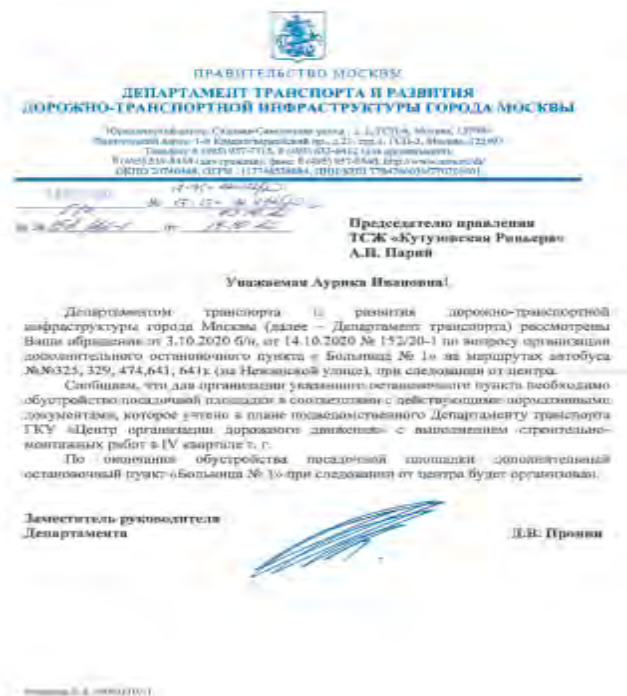 ПРАВИТЕЛЬСТВО МОСКВЫ
ДЕПАРТАМЕНТ ТРАНСПОРТА И РАЗВИТИЯ
ДОРОЖНО-ТРАНСПОРТНОЙ ИНФРАСТРУКТУРЫ ГОРОДА МОСКВЫ
Председателю правления
ТСЖ «Кутузовская Ривьера»
А.И. Парий
Уважаемая Аурика Ивановна!
Департаментом транспорта и развития дорожно-транспортной
инфраструктуры города Москвы (далее – Департамент транспорта) рассмотрены
Ваши обращения от 3.10.2020 б/н, от 14.10.2020 № 152/20-1 по вопросу организации
дополнительного остановочного пункта « Больница № 1» на маршрутах автобуса
№№325, 329, 474,641, 641к (на Нежинской улице), при следовании от центра.
Сообщаем, что для организации указанного остановочного пункта необходимо
обустройство посадочной площадки в соответствии с действующими нормативными
документами, которое учтено в плане подведомственного Департаменту транспорта
ГКУ «Центр организации дорожного движения» с выполнением строительно-
монтажных работ в IV квартале т. г.
По окончании обустройства посадочной площадки дополнительный
остановочный пункт «Больница № 1» при следовании от центра будет организован.
Заместитель руководителя
Департамента
Д.В. Пронин